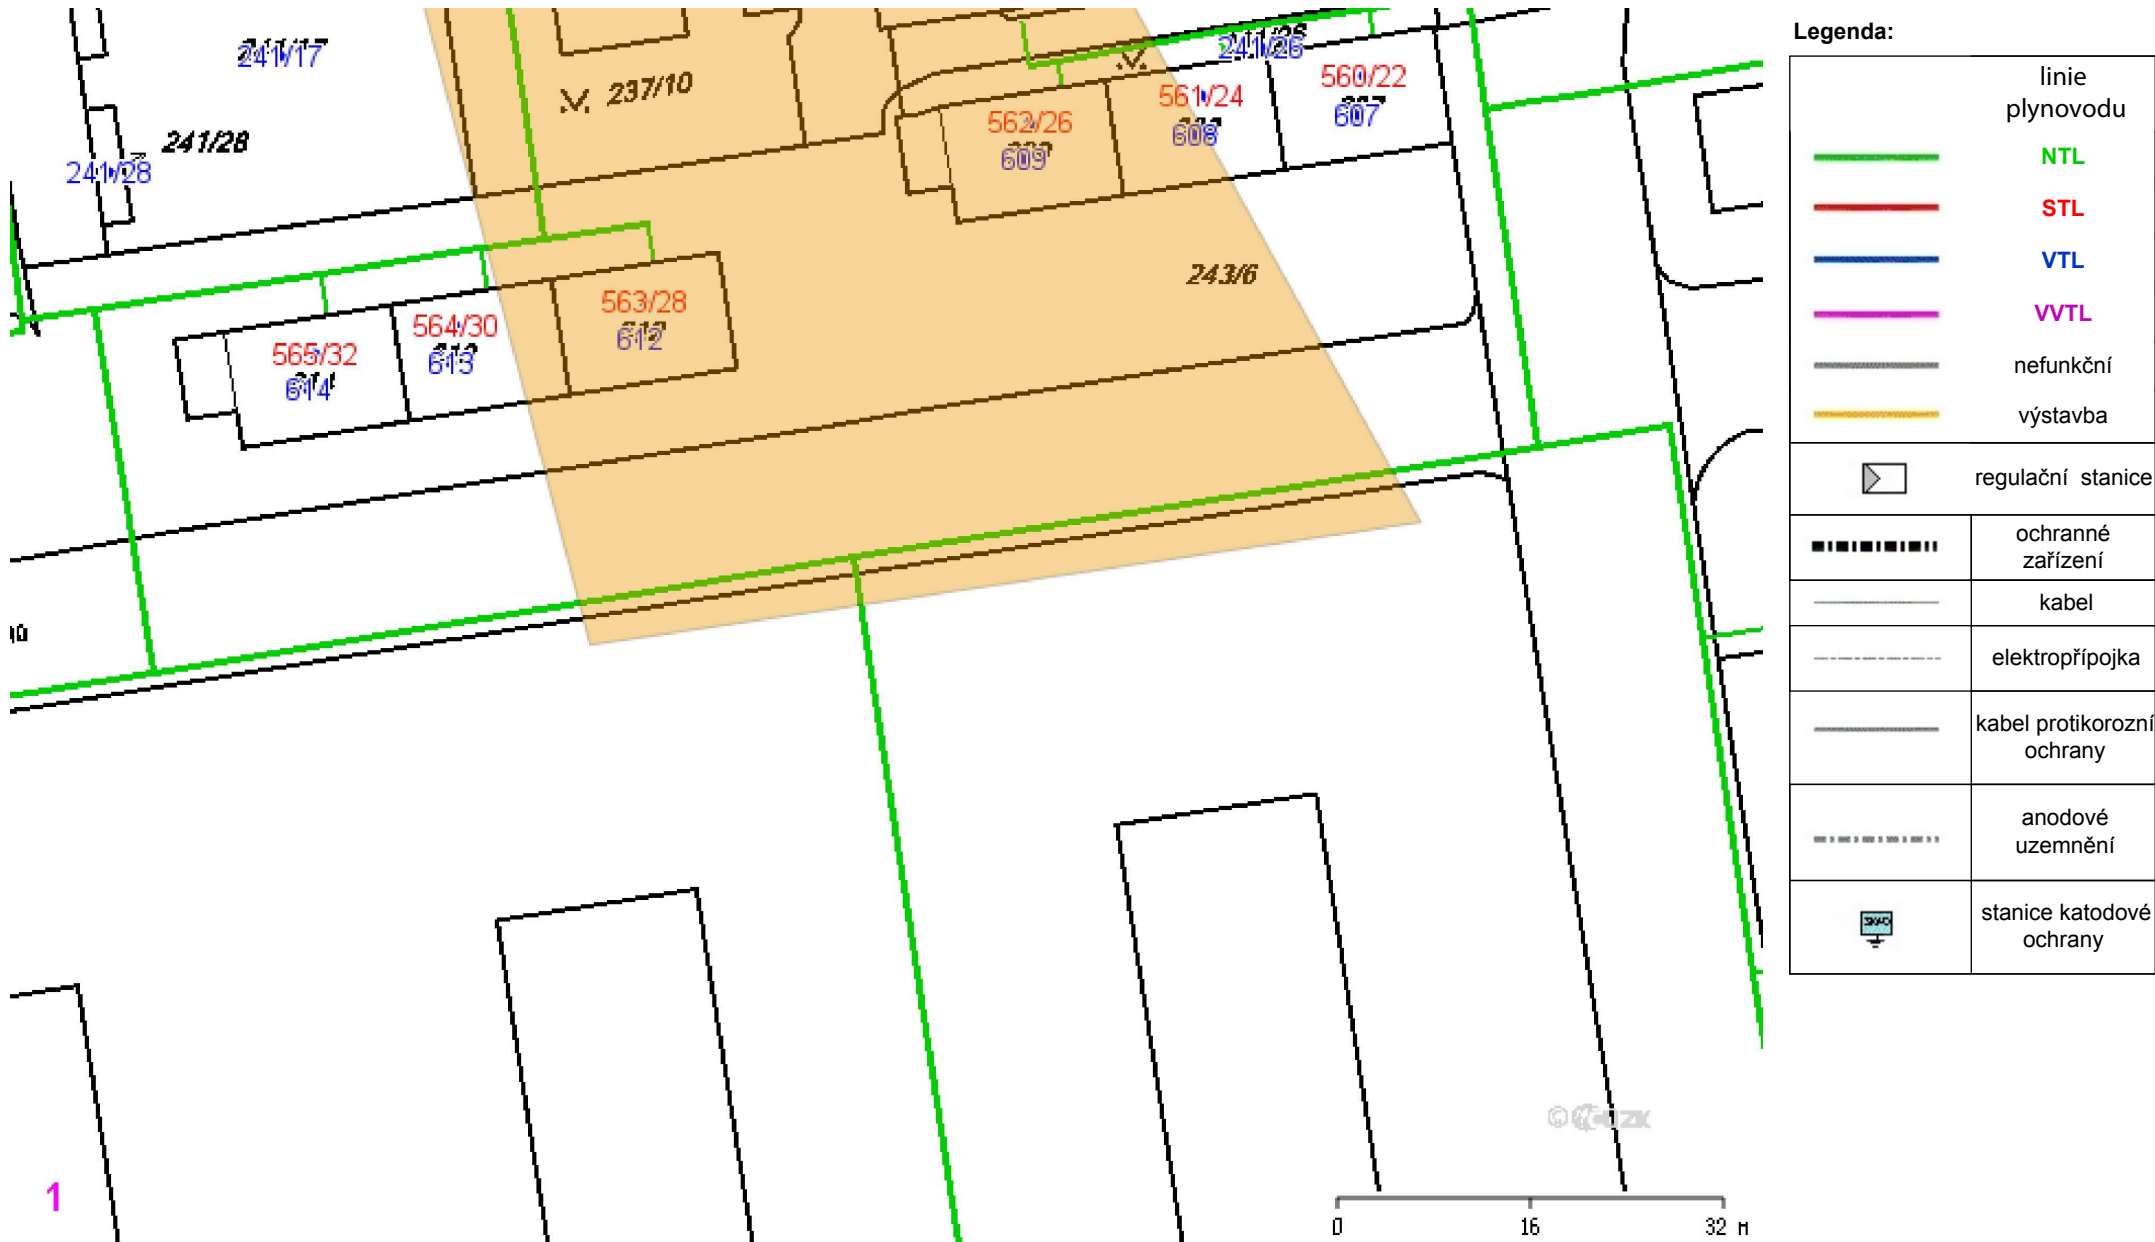 241/17
237/10
241/28
241/28
241/26
560/22
607
561/24
608
562/26
609
243/6
563/28
612
564/30
613
565/32
614
ů
1
0 16 32 m
Legenda:
linie
plynovodu
NTL
STL
VTL
VVTL
nefunkční
výstavba
regulační stanice
ochranné
zařízení
kabel
elektropřípojka
kabel protikorozní
ochrany
anodové
uzemnění
stanice katodové
ochrany